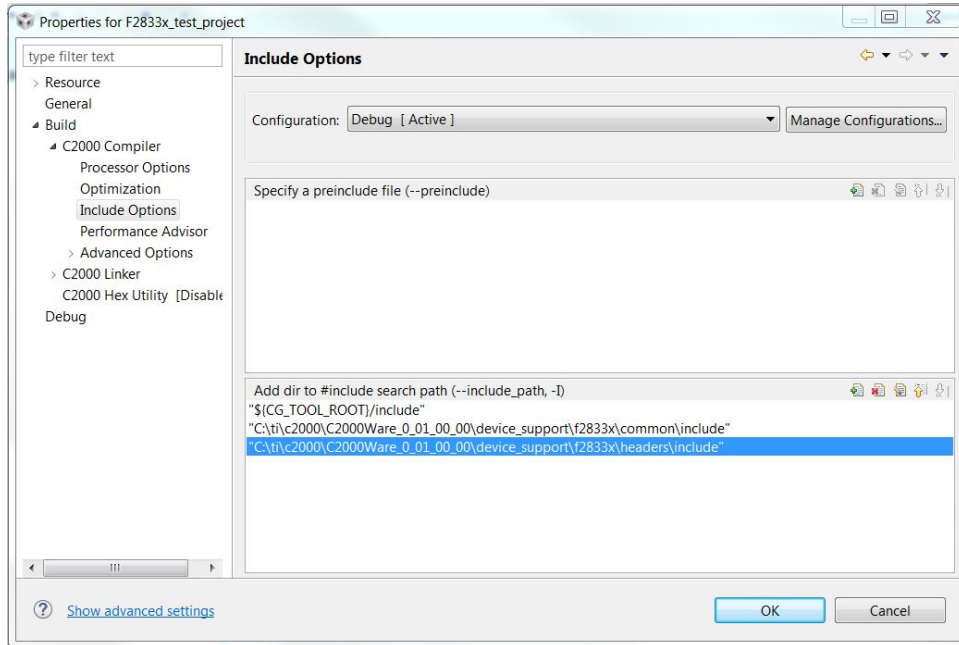 Properties for F2833x_test_project
type filter text
Resource
General
Build
C2000 Compiler
Processor Options
Optimization
Include Options
Performance Advisor
Advanced Options
C2000 Linker
C2000 Hex Utility [Disable
Debug
Include Options
Configuration: Debug [ Active ]
Manage Configurations...
Specify a preinclude file (--preinclude)
Add dir to #include search path (--include_path, -I)
"${CG_TOOL_ROOT}/include"
"C:\ti\c2000\C2000Ware_0_01_00_00\device_support\f2833x\common\include"
"C:\ti\c2000\C2000Ware_0_01_00_00\device_support\f2833x\headers\include"
Show advanced settings
OK
Cancel